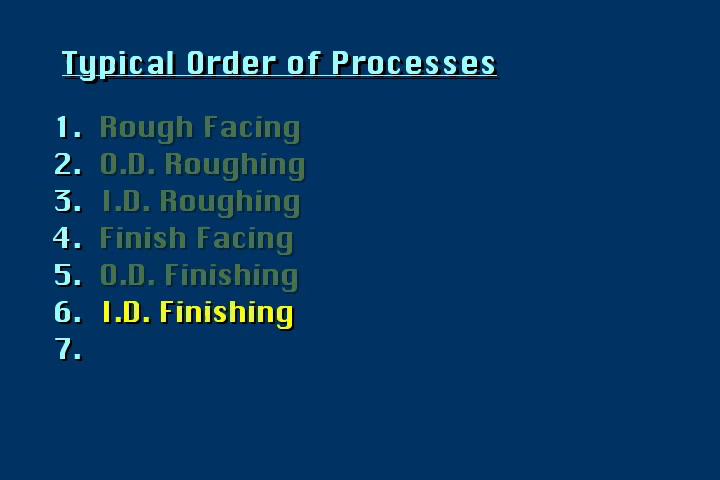 Typical Order of Processes
1. Rough Facing
2. O.D. Roughing
3. I.D. Roughing
4. Finish Facing
5. O.D. Finishing
6. I.D. Finishing
7.